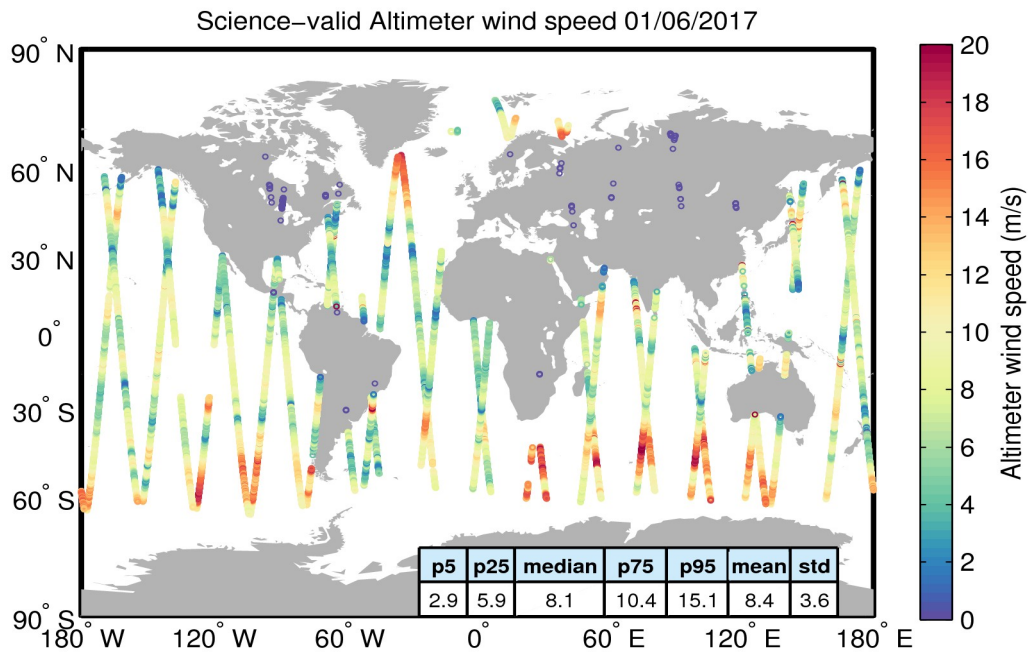 Science−valid Altimeter wind speed 01/06/2017
90° N
60° N
30° N
0°
30° S
60° S
90° S
180° W
120° W
60° W
0°
60° E
120° E
180° E
p5 p25 median p75 p95 mean std
2.9 5.9 8.1 10.4 15.1 8.4 3.6
20
18
16
14
12
10
8
6
4
2
0
Altimeter wind speed (m/s)